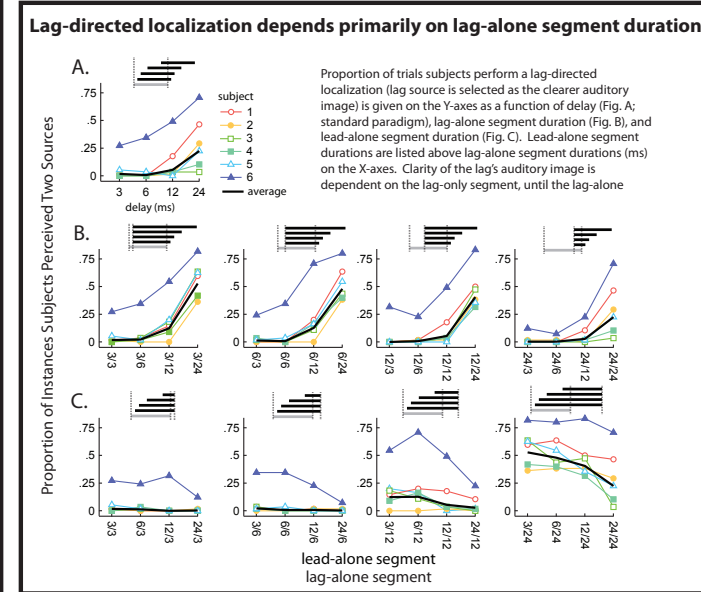 Lag-directed localization depends primarily on lag-alone segment duration
A.
Proportion of trials subjects perform a lag-directed
localization (lag source is selected as the clearer auditory
image) is given on the Y-axes as a function of delay (Fig. A;
standard paradigm), lag-alone segment duration (Fig. B), and
lead-alone segment duration (Fig. C). Lead-alone segment
durations are listed above lag-alone segment durations (ms)
on the X-axes. Clarity of the lag's auditory image is
dependent on the lag-only segment, until the lag-alone
subject
1
2
3
4
5
6
average
.75
.5
.25
0
3 6 12 24
delay (ms)
Proportion of Instances Subjects Perceived Two Sources
B.
.75 .75 .75 .75
.5 .5 .5 .5
.25 .25 .25 .25
0 0 0 0
3/3 3/6 3/12 3/24 6/3 6/6 6/12 6/24 12/3 12/6 12/12 12/24 24/3 24/6 24/12 24/24
C.
.75 .75 .75 .75
.5 .5 .5 .5
.25 .25 .25 .25
0 0 0 0
3/3 6/3 12/3 24/3 3/6 6/6 12/6 24/6 3/12 6/12 12/12 24/12 3/24 6/24 12/24 24/24
lead-alone segment
lag-alone segment